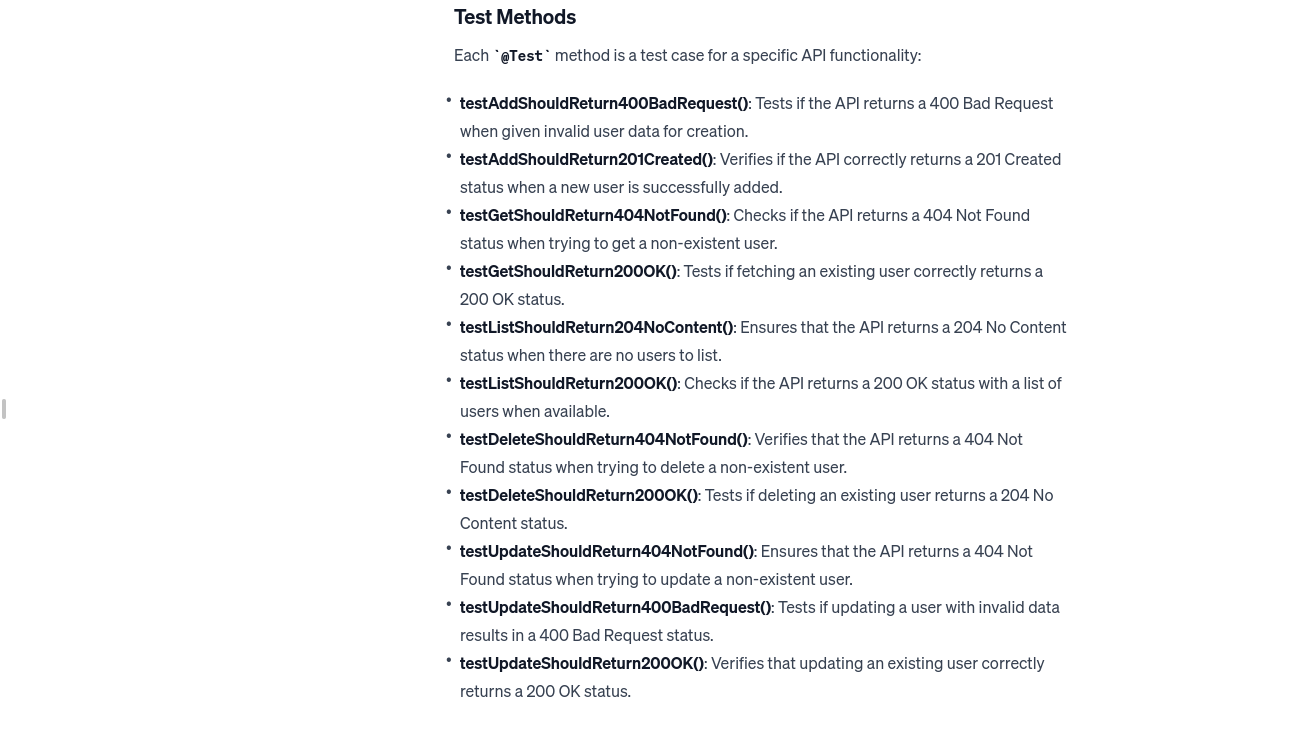 Test Methods
Each `@Test` method is a test case for a specific API functionality:
• testAddShouldReturn400BadRequest(): Tests if the API returns a 400 Bad Request
when given invalid user data for creation.
• testAddShouldReturn201Created(): Verifies if the API correctly returns a 201 Created
status when a new user is successfully added.
• testGetShouldReturn404NotFound(): Checks if the API returns a 404 Not Found
status when trying to get a non-existent user.
• testGetShouldReturn200OK(): Tests if fetching an existing user correctly returns a
200 OK status.
• testListShouldReturn204NoContent(): Ensures that the API returns a 204 No Content
status when there are no users to list.
• testListShouldReturn200OK(): Checks if the API returns a 200 OK status with a list of
users when available.
• testDeleteShouldReturn404NotFound(): Verifies that the API returns a 404 Not
Found status when trying to delete a non-existent user.
• testDeleteShouldReturn200OK(): Tests if deleting an existing user returns a 204 No
Content status.
• testUpdateShouldReturn404NotFound(): Ensures that the API returns a 404 Not
Found status when trying to update a non-existent user.
• testUpdateShouldReturn400BadRequest(): Tests if updating a user with invalid data
results in a 400 Bad Request status.
• testUpdateShouldReturn200OK(): Verifies that updating an existing user correctly
returns a 200 OK status.